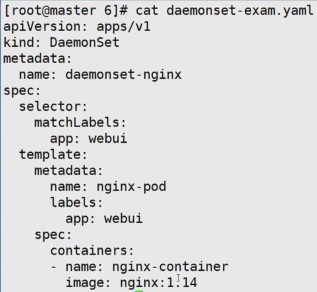 [root@master 6]# cat daemonset-exam.yaml
apiVersion: apps/v1
kind: DaemonSet
metadata:
  name: daemonset-nginx
spec:
  selector:
    matchLabels:
      app: webui
  template:
    metadata:
      name: nginx-pod
      labels:
        app: webui
    spec:
      containers:
      - name: nginx-container
        image: nginx:1.14